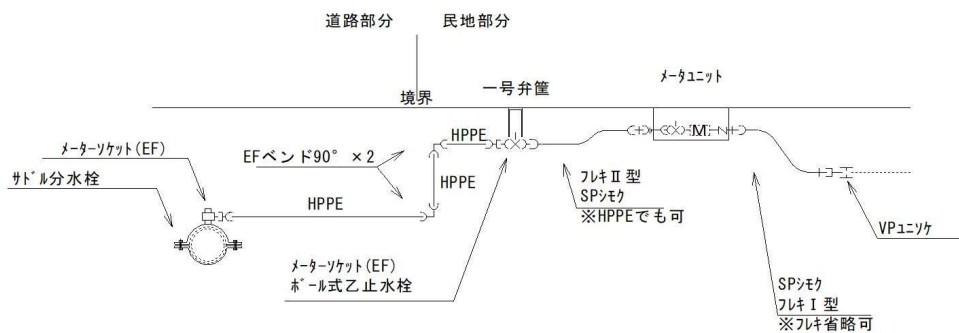 道路部分
民地部分
境界
一号弁筺
ﾒｰﾀﾕﾆｯﾄ
M
HPPE
ﾒｰﾀｰｿｹｯﾄ(EF)
EFベンド90° ×2
ｻﾄﾞﾙ分水栓
HPPE
HPPE
ﾌﾚｷⅡ型
SPｼﾓｸ
※HPPEでも可
VPﾕﾆｿｹ
ﾒｰﾀｰｿｹｯﾄ(EF)
ﾎﾞｰﾙ式乙止水栓
SPｼﾓｸ
ﾌﾚｷⅠ型
※ﾌﾚｷ省略可